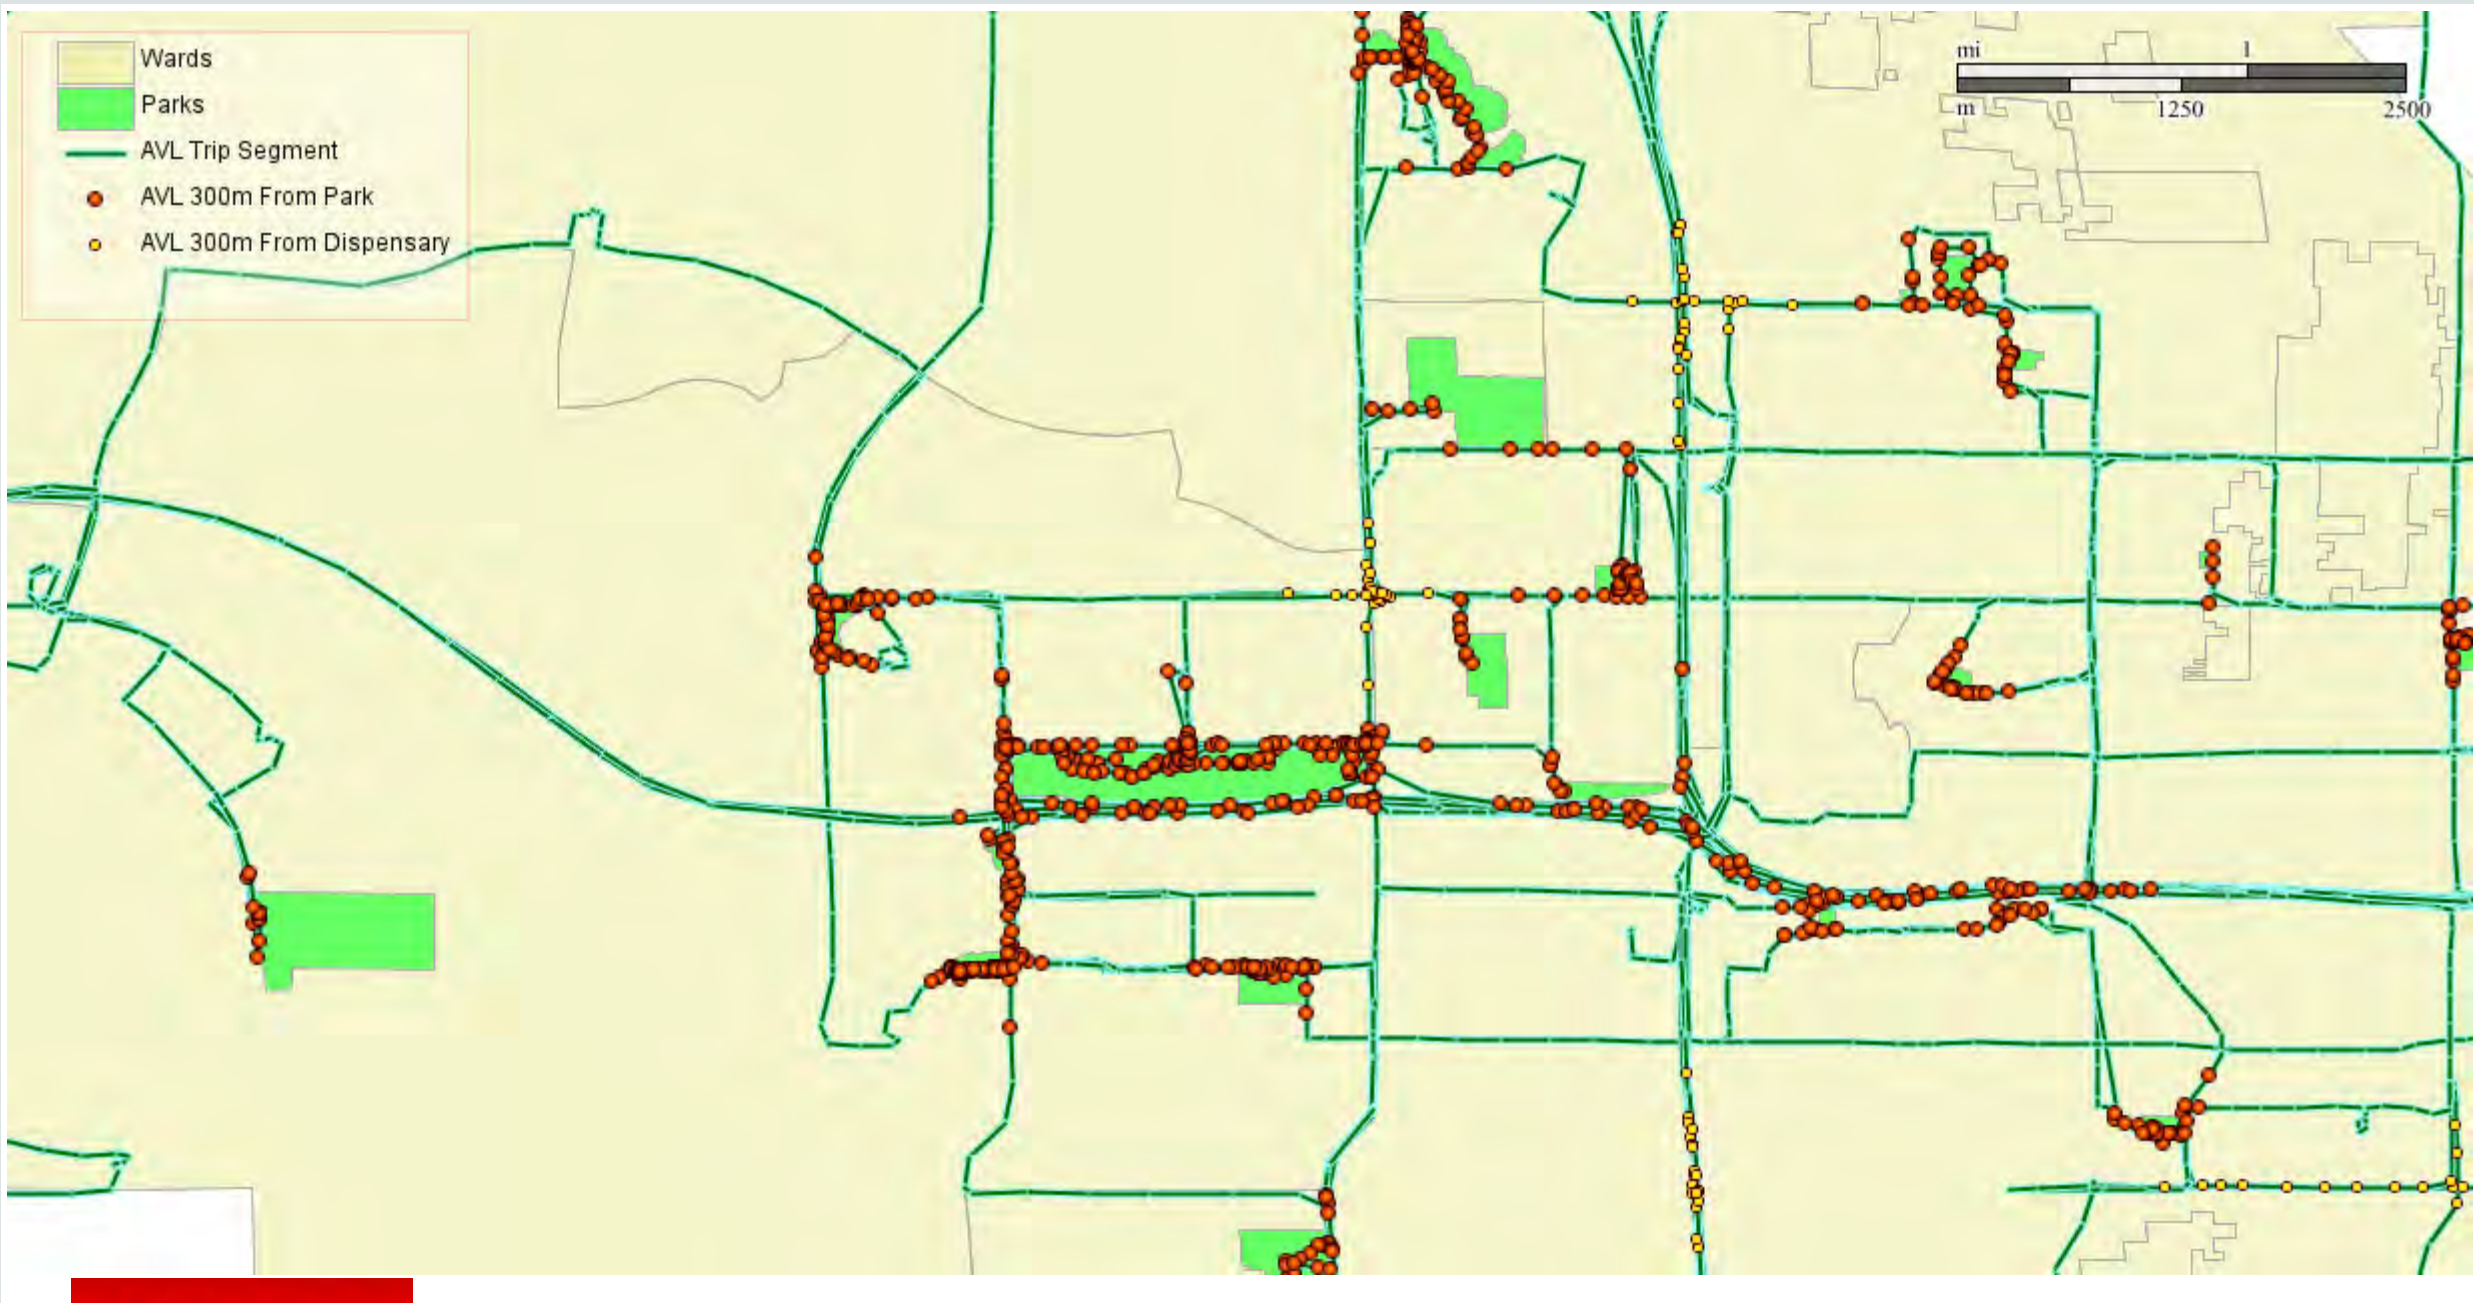 Wards
Parks
AVL Trip Segment
AVL 300m From Park
AVL 300m From Dispensary
mi 1
m 1250 2500